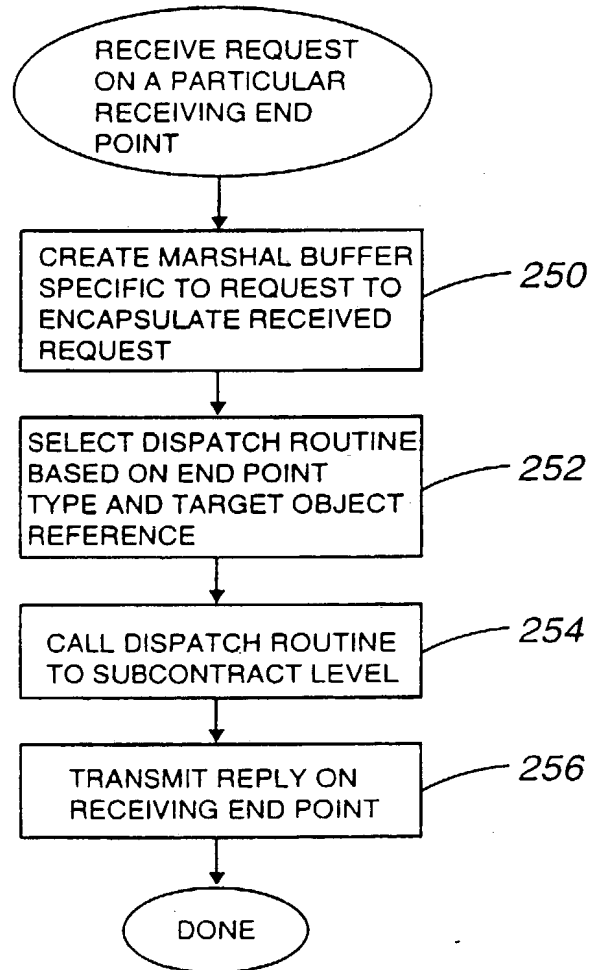 RECEIVE REQUEST
ON A PARTICULAR
RECEIVING END
POINT
CREATE MARSHAL BUFFER
SPECIFIC TO REQUEST TO
ENCAPSULATE RECEIVED
REQUEST
250
SELECT DISPATCH ROUTINE
BASED ON END POINT
TYPE AND TARGET OBJECT
REFERENCE
252
CALL DISPATCH ROUTINE
TO SUBCONTRACT LEVEL
254
TRANSMIT REPLY ON
RECEIVING END POINT
256
DONE